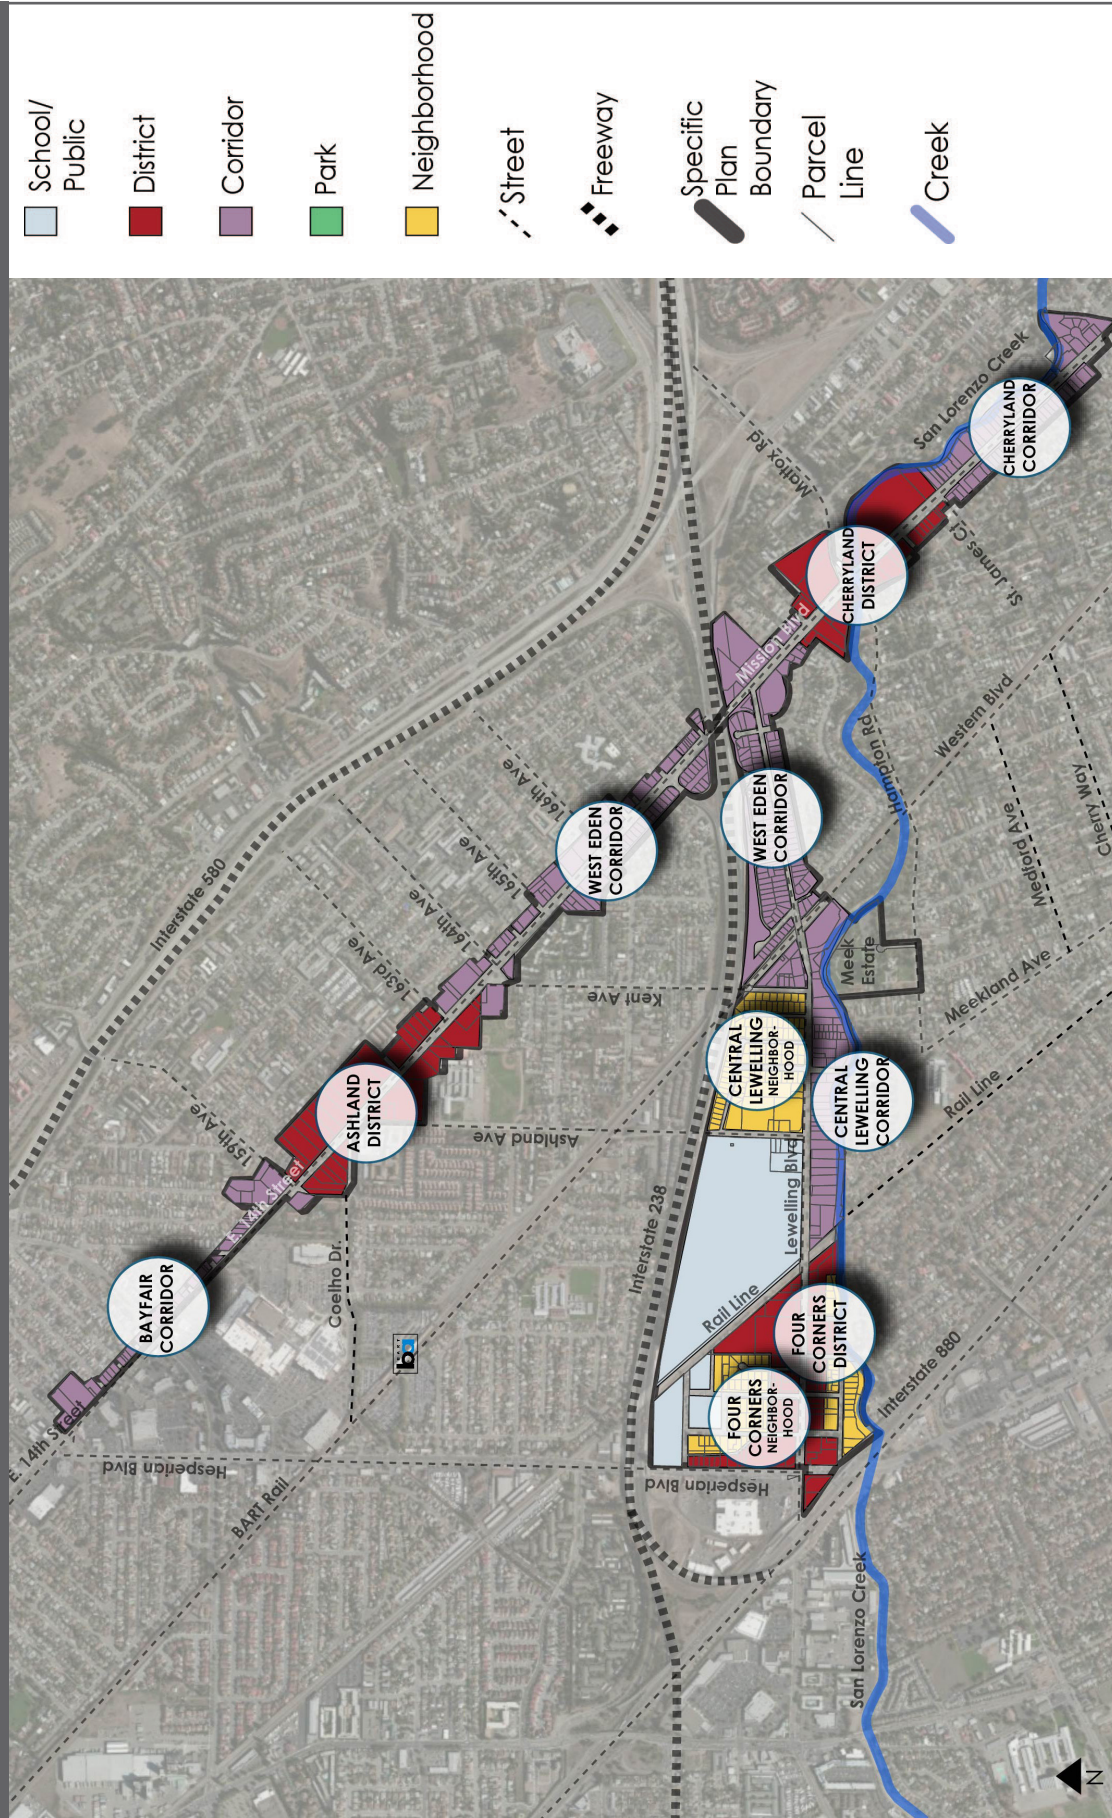 School/
Public
District
Corridor
Park
Neighborhood
Street
Freeway
Specific
Plan
Boundary
Parcel
Line
Creek
E. 14th Street
BAYFAIR
CORRIDOR
Hesperian Blvd
BART Rail
E. 14th Street
159th Ave
Interstate 580
Coelho Dr.
BART
ba
ASHLAND
DISTRICT
Ashland Ave
163rd Ave
164th Ave
165th Ave
166th Ave
Kent Ave
WEST EDEN
CORRIDOR
Interstate 238
Hesperian Blvd
FOUR
CORNERS
NEIGHBOR-
HOOD
Rail Line
FOUR
CORNERS
DISTRICT
Lewelling Blvd
CENTRAL
LEWELLING
NEIGHBOR-
HOOD
CENTRAL
LEWELLING
CORRIDOR
WEST EDEN
CORRIDOR
Mission Blvd
Mattox Rd
CHERRYLAND
DISTRICT
San Lorenzo Creek
CHERRYLAND
CORRIDOR
St. James Ct
Hampton Rd
Western Blvd
Meek
Estate
Medford Ave
Cherry Way
Meekland Ave
Rail Line
Interstate 880
San Lorenzo Creek
N